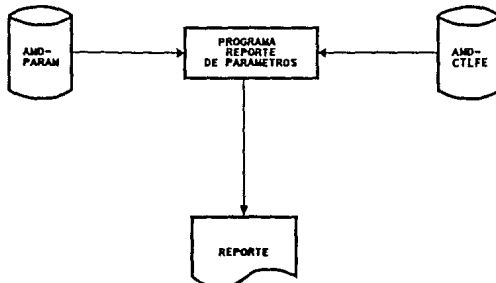 AMD-
PARAM
PROGRAMA
REPORTE
DE PARAMETROS
AMD-
CTLFE
REPORTE